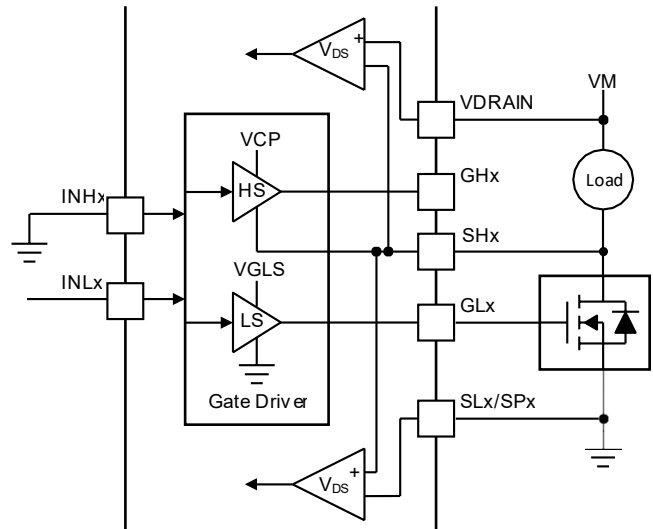 +
VDS
VM
VDRAIN
VCP
GHx
Load
INHx
HS
SHx
VGLS
INLx
GLx
LS
Gate Driver
SLx/SPx
+
VDS